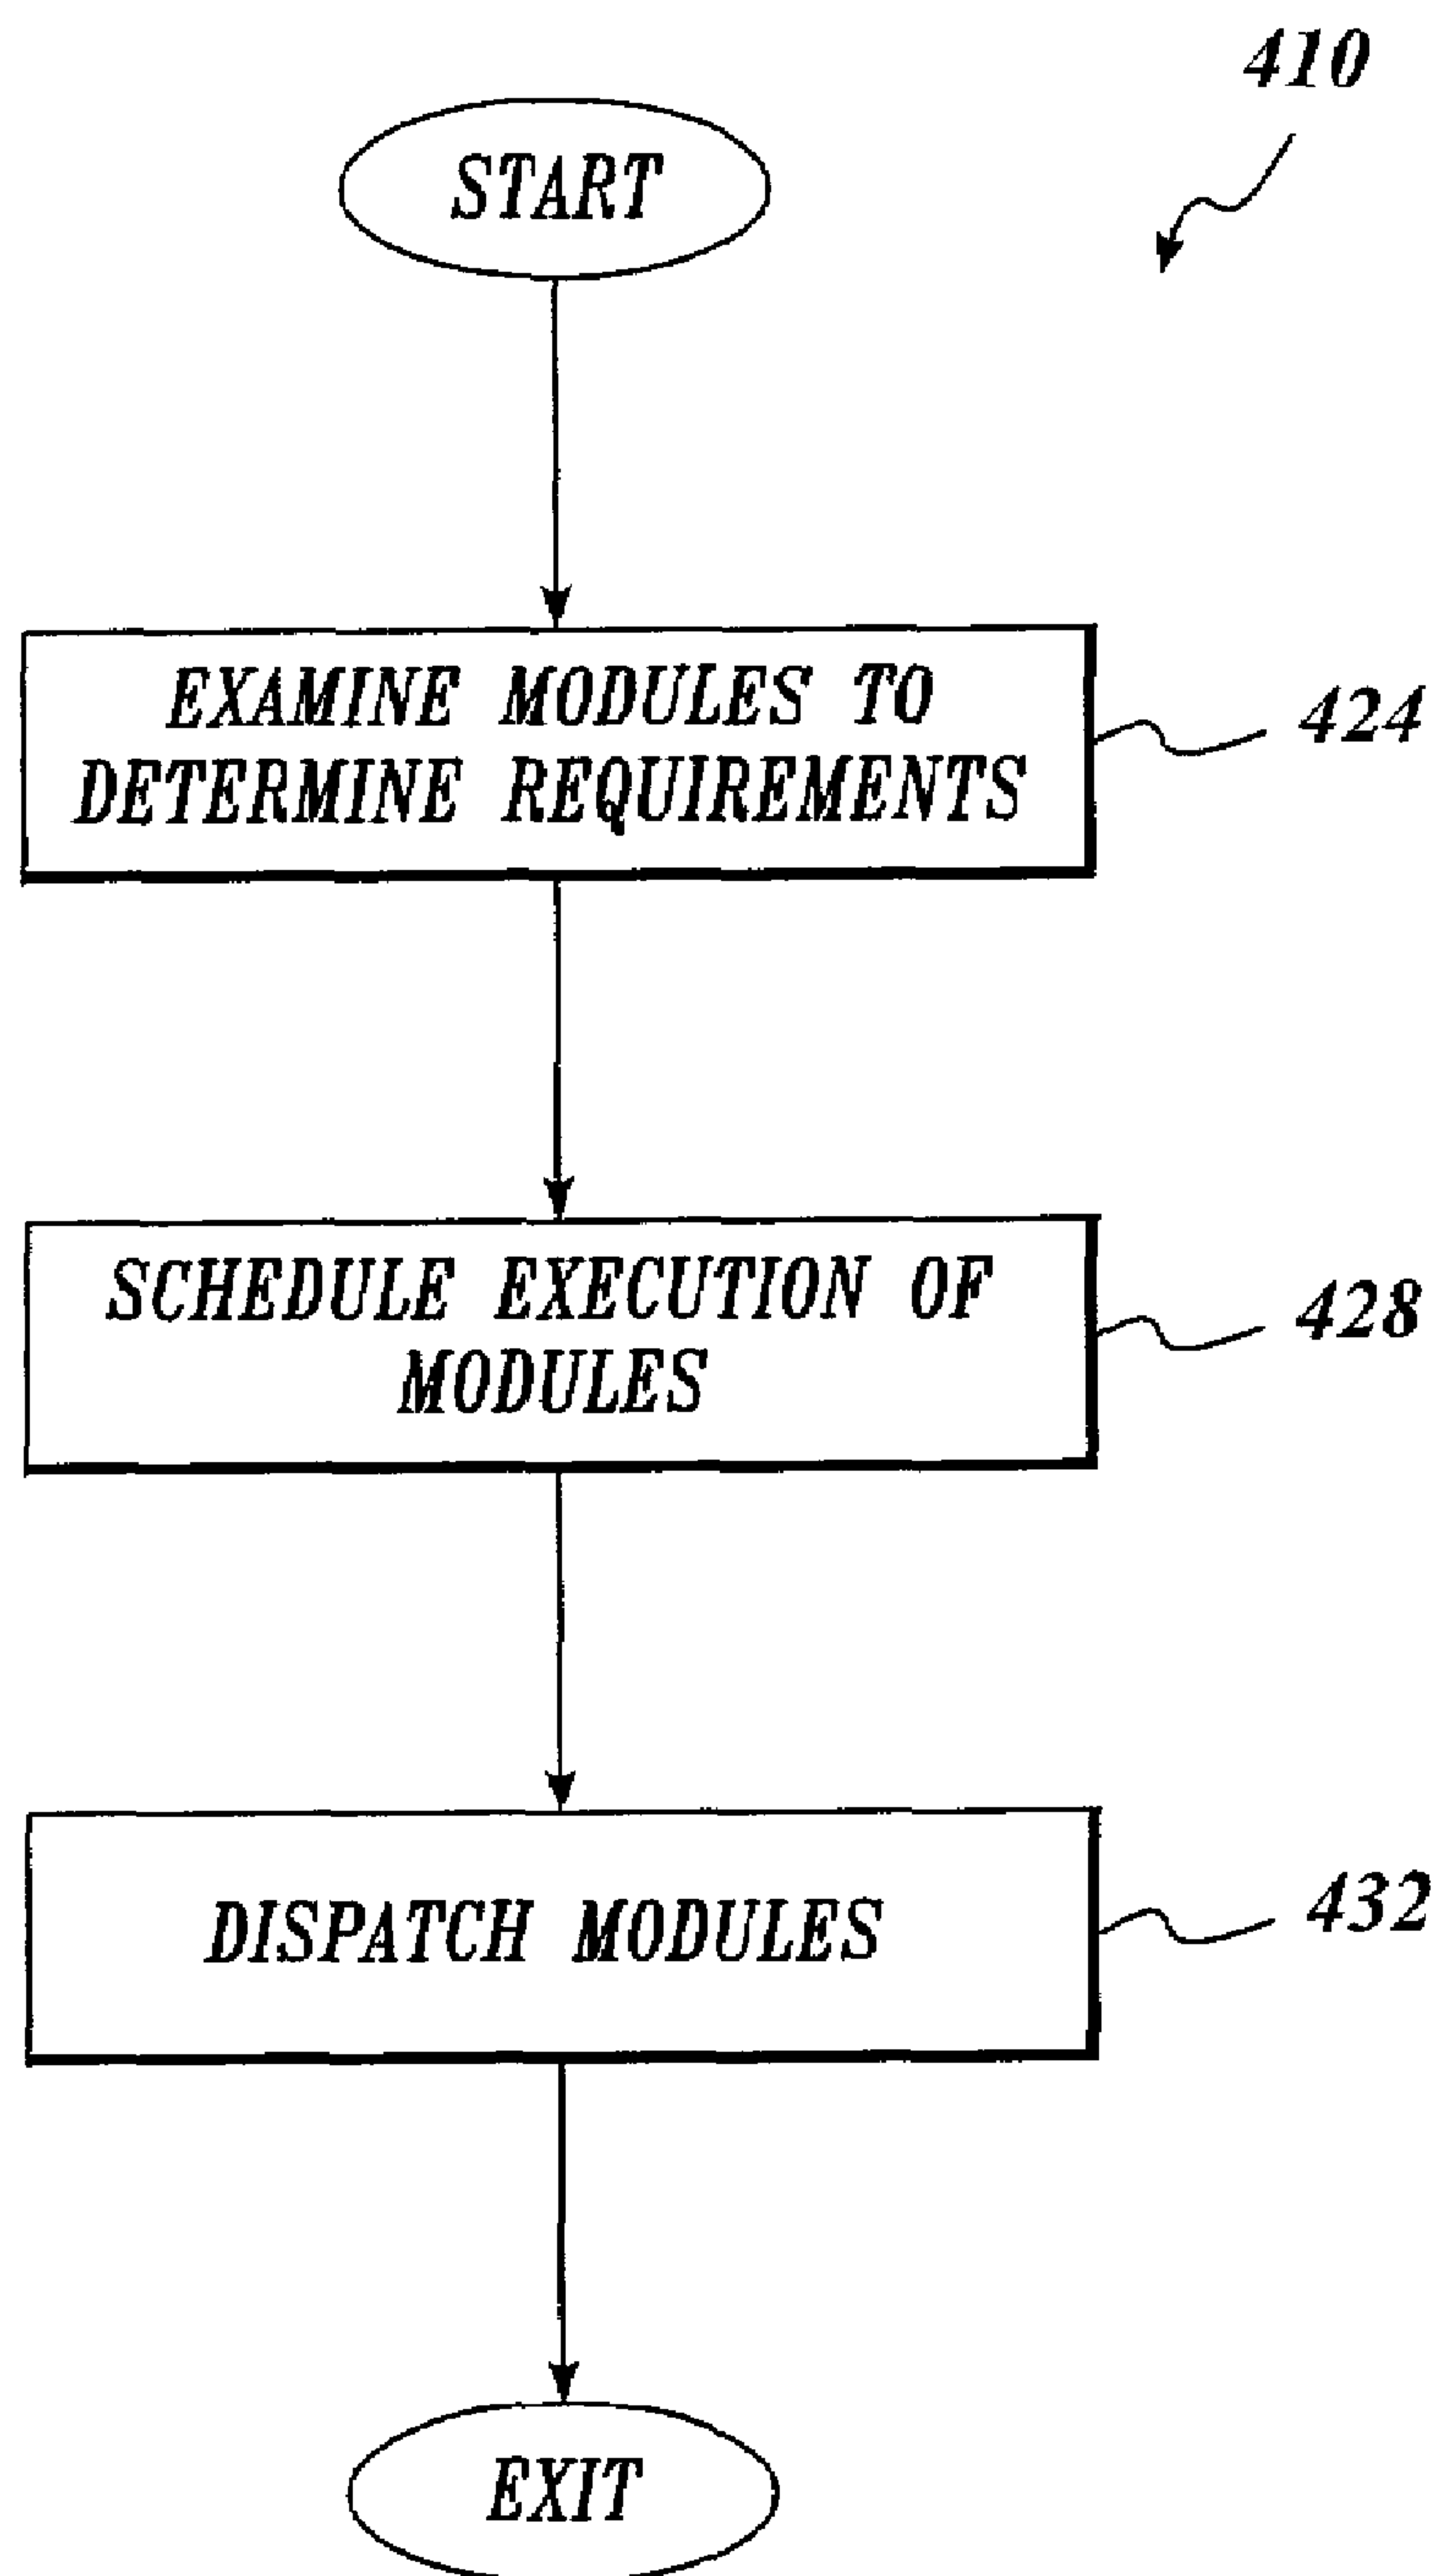 410
START
EXAMINE MODULES TO
DETERMINE REQUIREMENTS
424
SCHEDULE EXECUTION OF
MODULES
428
DISPATCH MODULES
432
EXIT